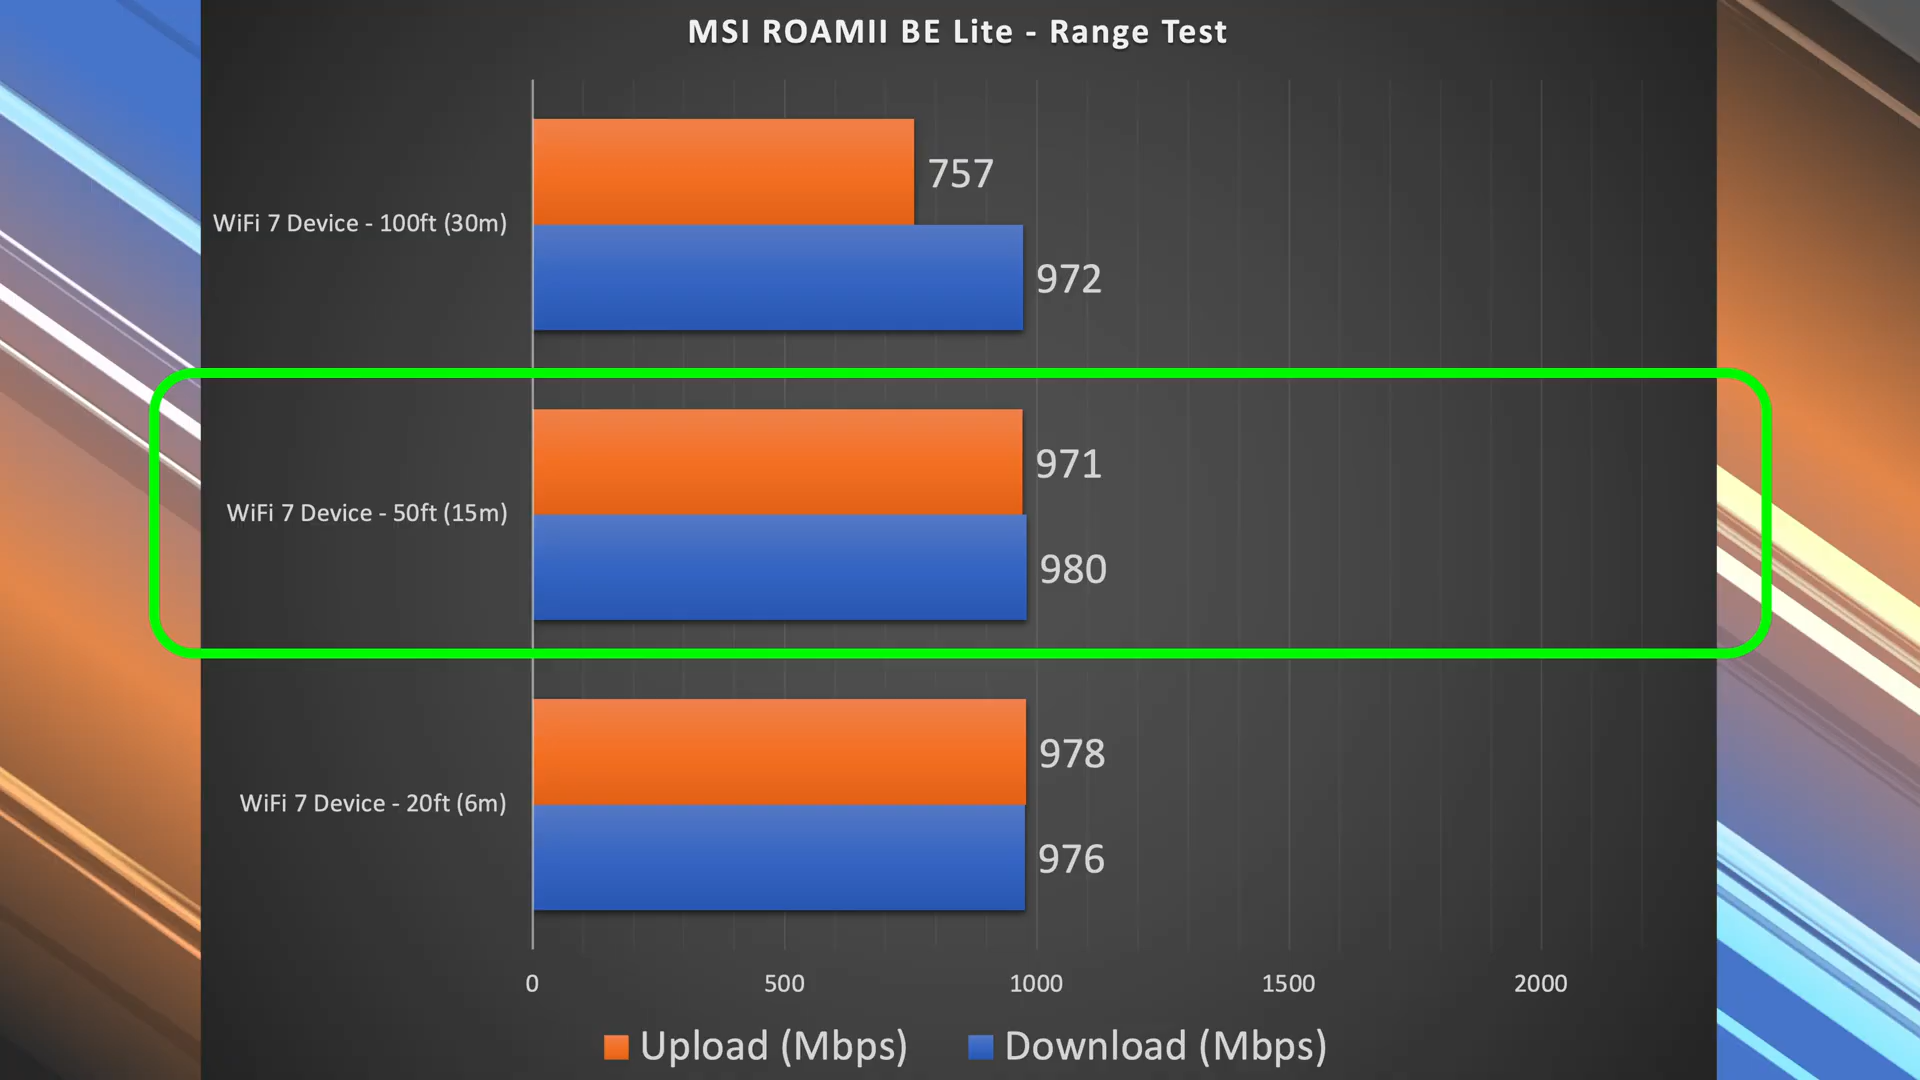 MSI ROAMII BE Lite - Range Test
757
WiFi 7 Device - 100ft (30m)
972
971
WiFi 7 Device - 50ft (15m)
980
978
WiFi 7 Device - 20ft (6m)
976
0 500 1000 1500 2000
Upload (Mbps) Download (Mbps)